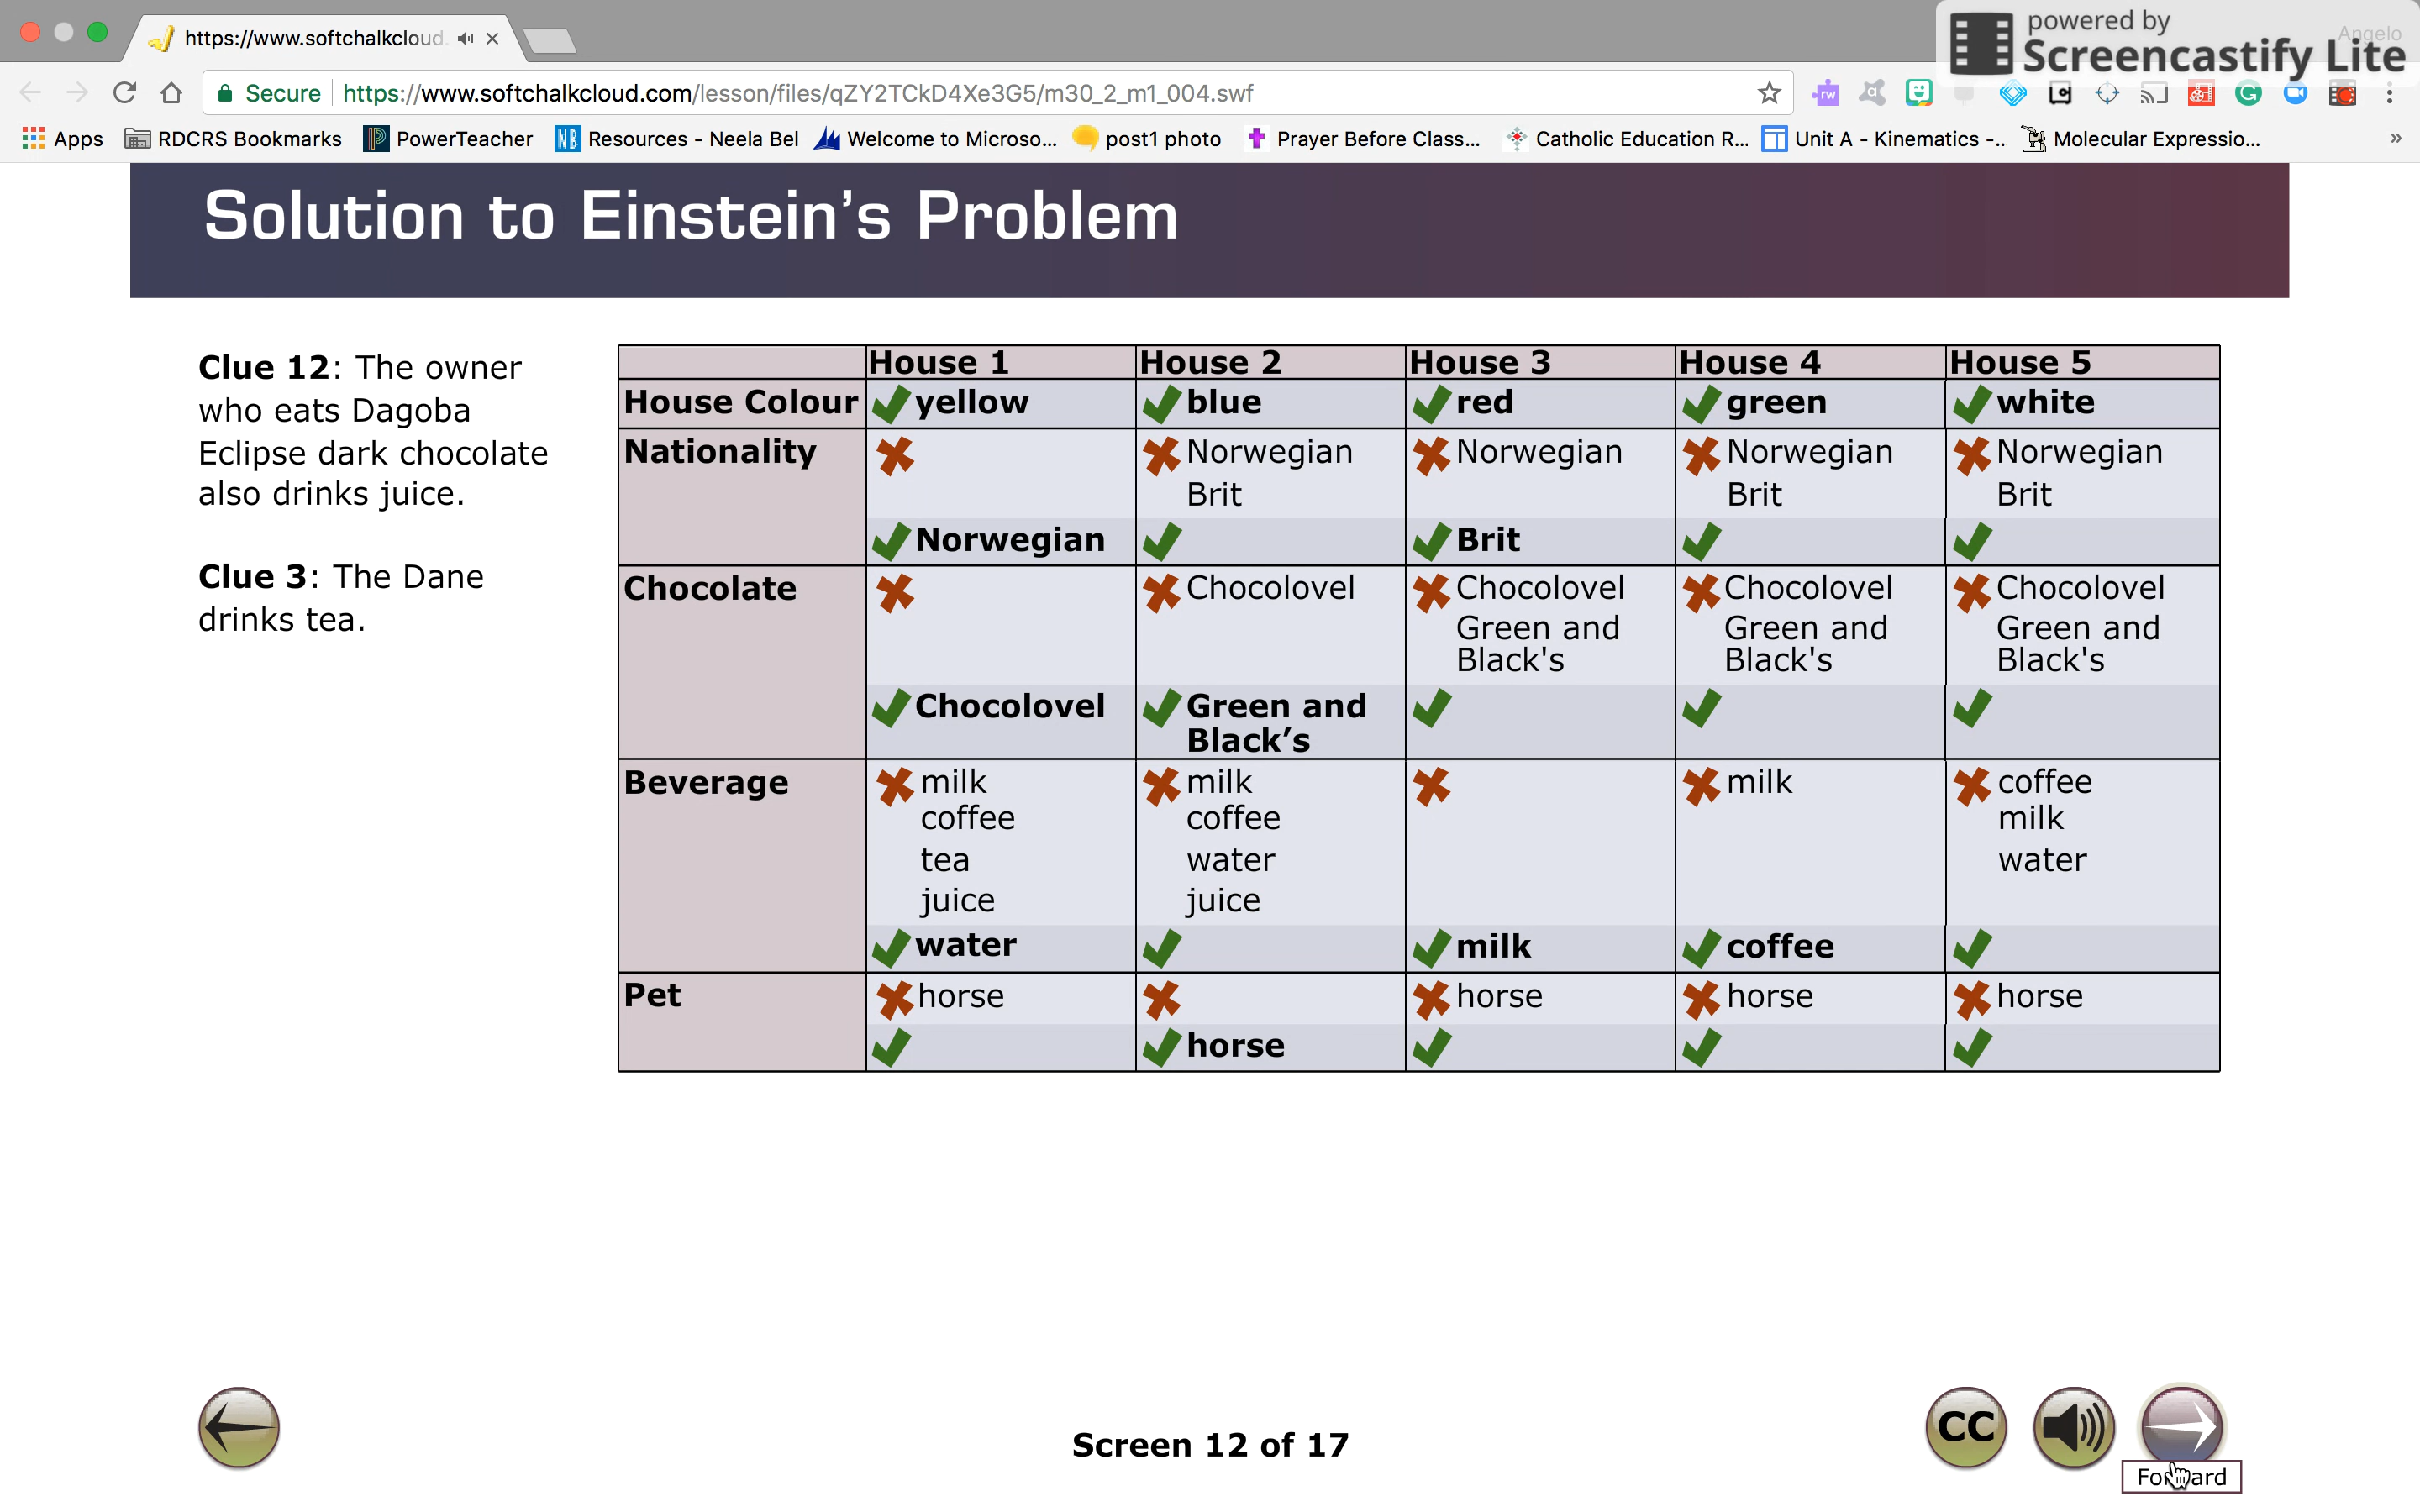 powered by
Angelo
Screencastify Lite
https://www.softchalkcloud.
Secure https://www.softchalkcloud.com/lesson/files/qZY2TCkD4Xe3G5/m30_2_m1_004.swf
Apps RDCRS Bookmarks PowerTeacher Resources - Neela Bel Welcome to Microso... post1 photo Prayer Before Class... Catholic Education R... Unit A - Kinematics -.. Molecular Expressio... »
Solution to Einstein's Problem
Clue 12: The owner
who eats Dagoba
Eclipse dark chocolate
also drinks juice.
Clue 3: The Dane
drinks tea.
House 1 House 2 House 3 House 4 House 5
House Colour yellow blue red green white
Nationality Norwegian Norwegian Norwegian Norwegian
Brit Brit Brit
Norwegian Brit
Chocolate Chocolovel Chocolovel Chocolovel Chocolovel
Green and Green and Green and
Black's Black's Black's
Chocolovel Green and
Black’s
Beverage milk milk milk coffee
coffee coffee milk
tea water water
juice juice
water milk coffee
Pet horse horse horse horse
horse
CC
Screen 12 of 17